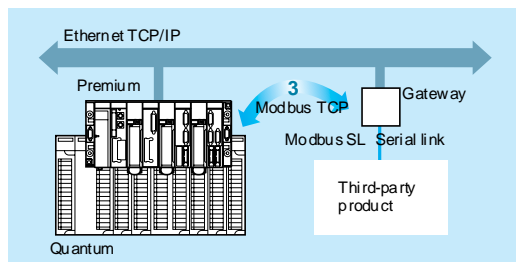 Ethernet TCP/IP
Premium
3
Modbus TCP
Gateway
Modbus SL Serial link
Third-party
product
Quantum